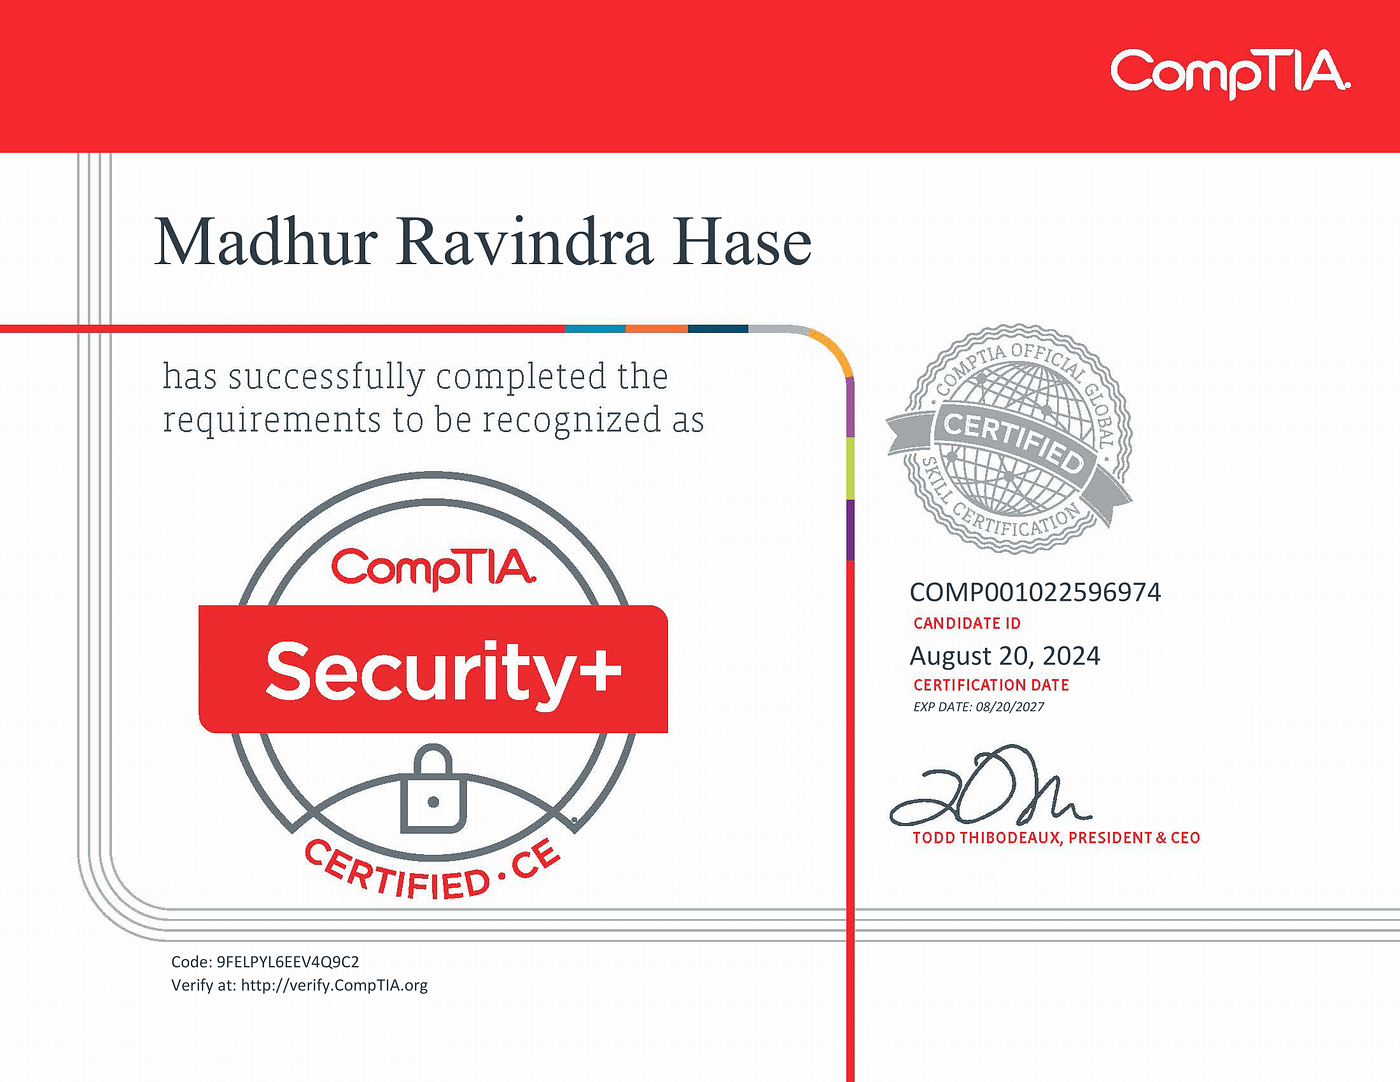 CompTIA.
Madhur Ravindra Hase
has successfully completed the
requirements to be recognized as
CompTIA.
Security+
CERTIFIED • CE
• COMPTIA OFFICIAL GLOBAL •
CERTIFIED
SKILL CERTIFICATION
COMP001022596974
CANDIDATE ID
August 20, 2024
CERTIFICATION DATE
EXP DATE: 08/20/2027
TODD THIBODEAUX, PRESIDENT & CEO
Code: 9FELPYL6EEV4Q9C2
Verify at: http://verify.CompTIA.org